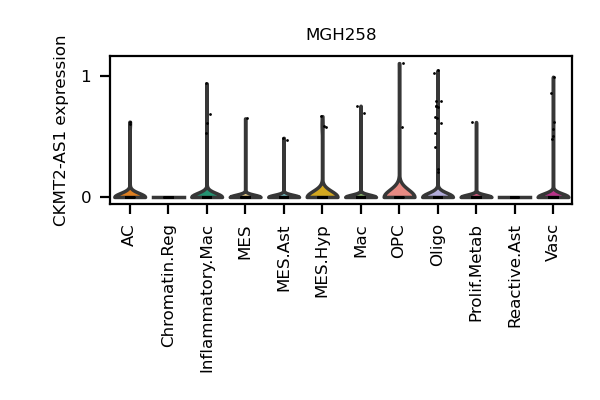 MGH258
CKMT2-AS1 expression
1
0
AC
Chromatin.Reg
Inflammatory.Mac
MES
MES.Ast
MES.Hyp
Mac
OPC
Oligo
Prolif.Metab
Reactive.Ast
Vasc